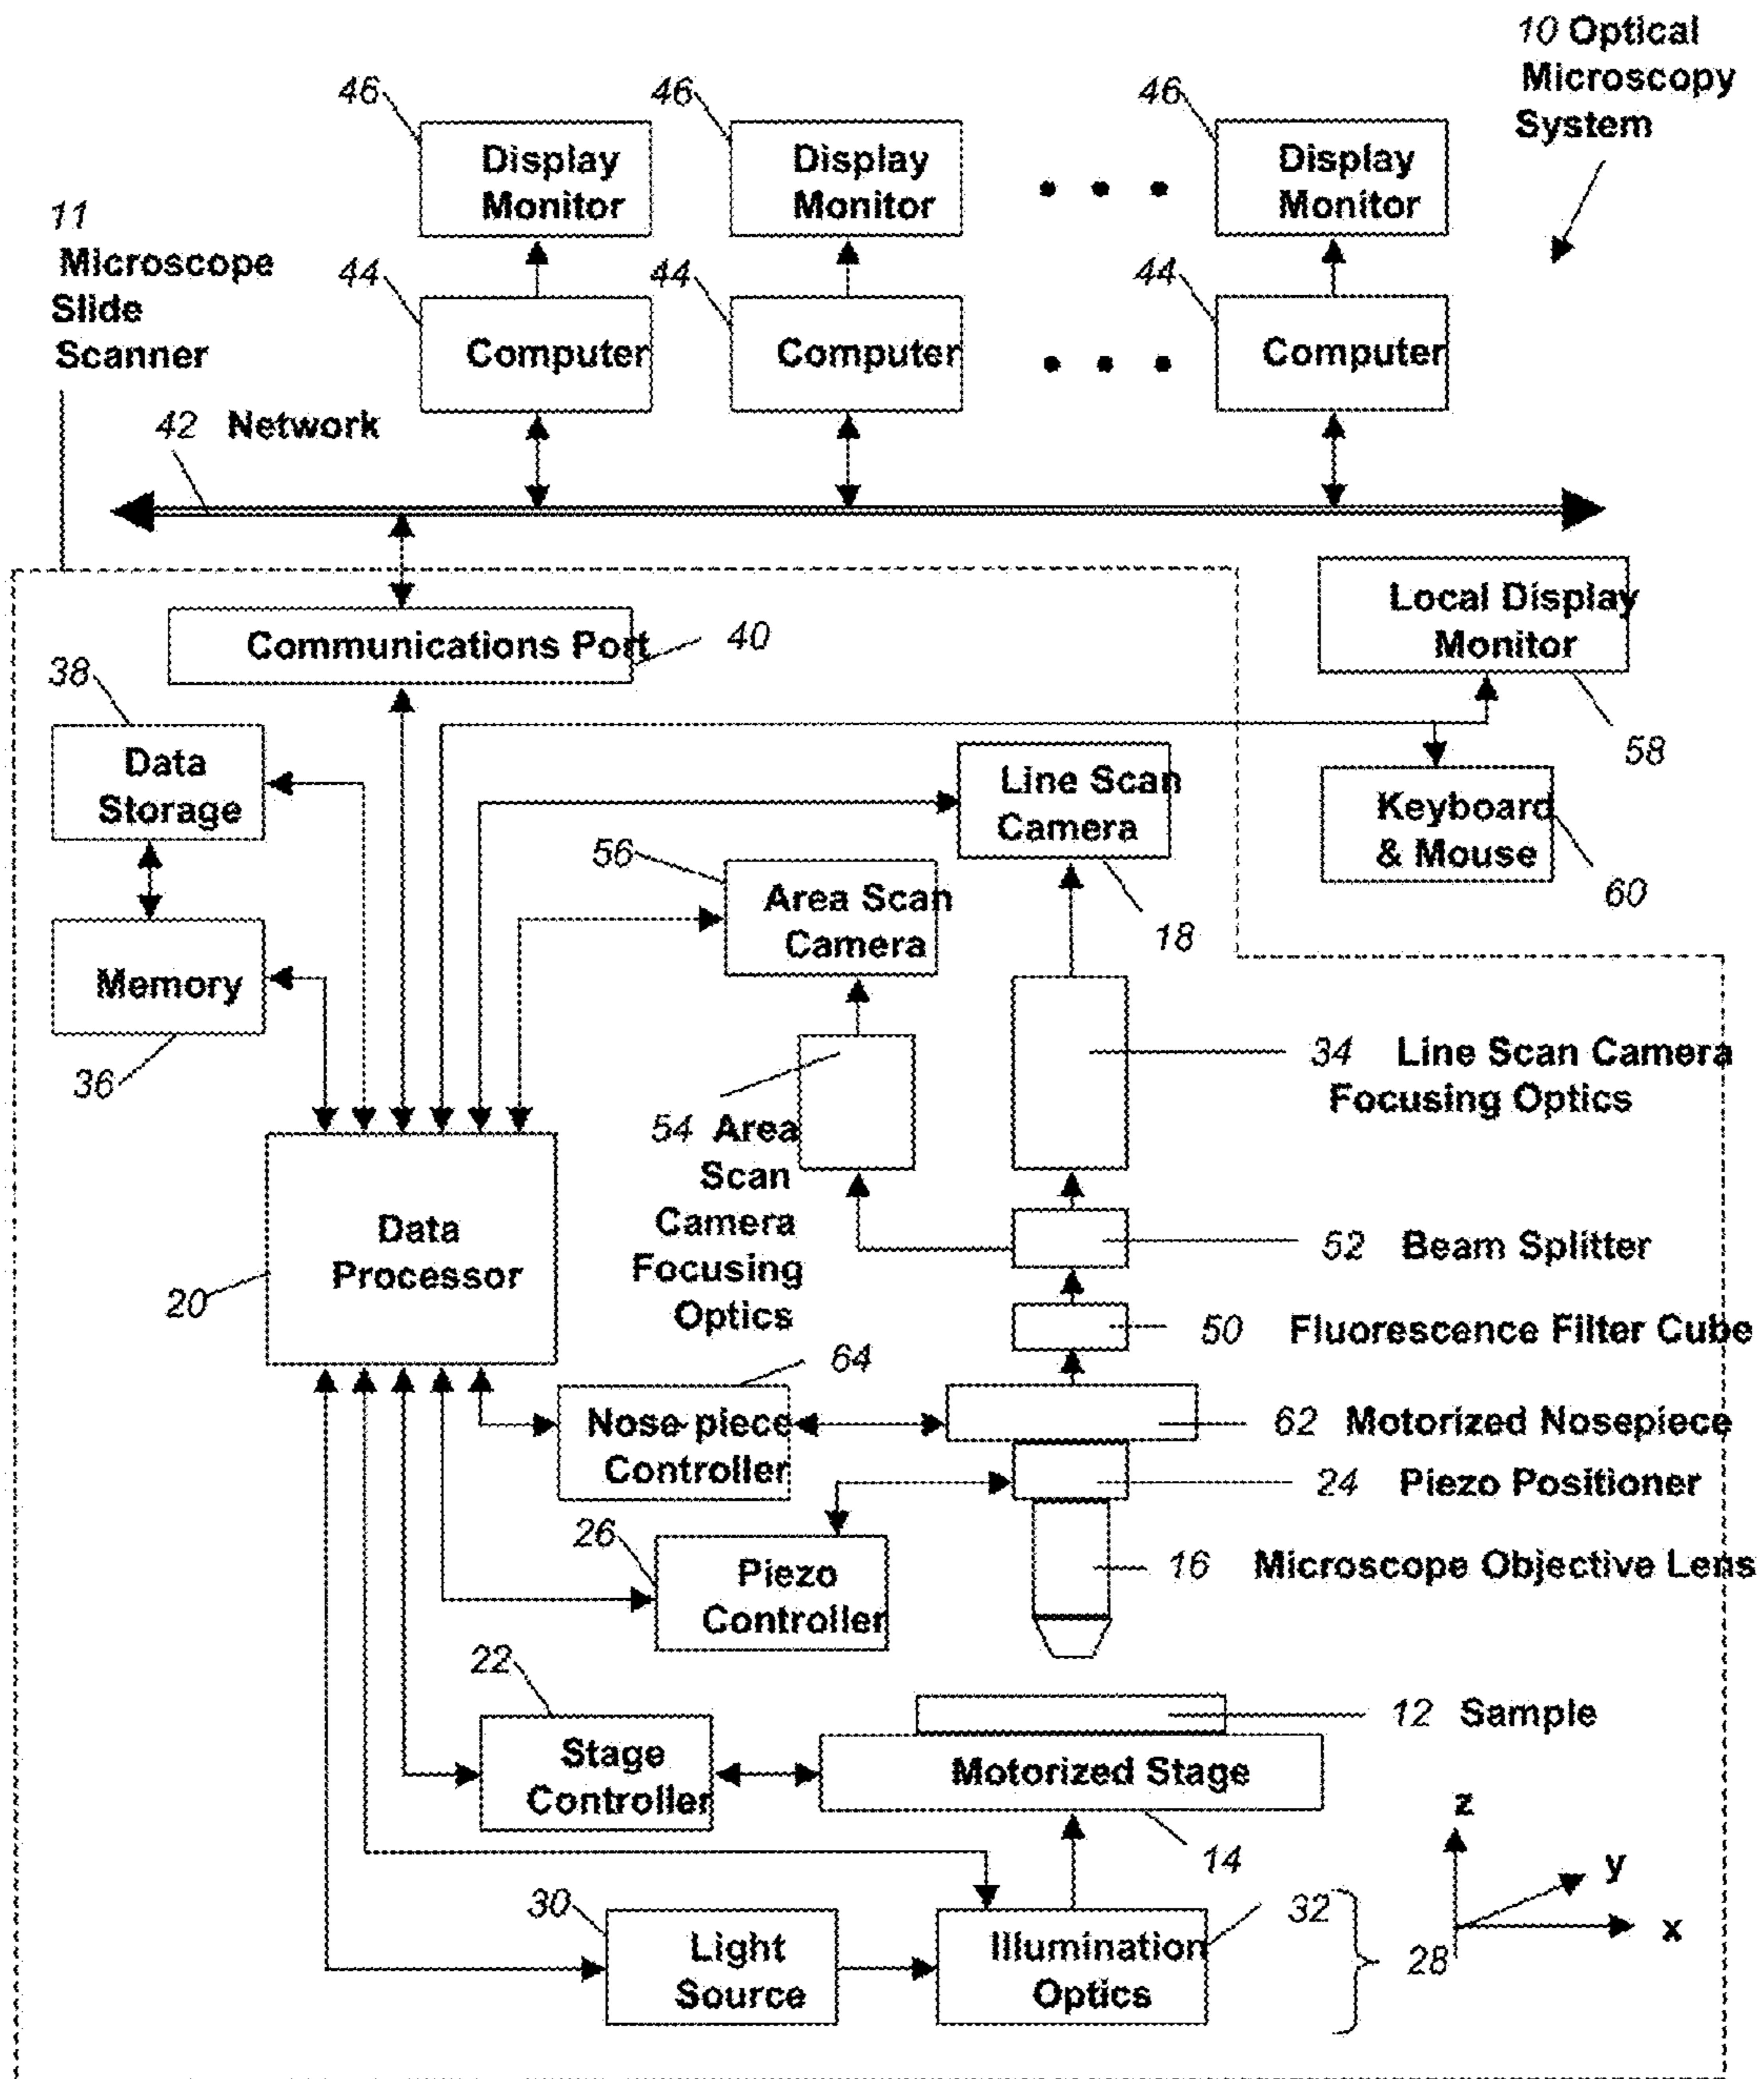 10 Optical
Microscopy
System
46
46
46
Display
Monitor
Display
Monitor
Display
Monitor
11
Microscope
Slide
Scanner
44
44
44
Computer
Computer
Computer
42 Network
Communications Port
40
Local Display
Monitor
58
38
Data
Storage
Line Scan
Camera
18
Keyboard
& Mouse
60
56
Area Scan
Camera
Memory
36
34 Line Scan Camera
Focusing Optics
54 Area
Scan
Camera
Focusing
Optics
Data
Processor
20
52 Beam Splitter
50 Fluorescence Filter Cube
64
Nose-piece
Controller
62 Motorized Nosepiece
24 Piezo Positioner
26
Piezo
Controller
16 Microscope Objective Lens
22
Stage
Controller
12 Sample
Motorized Stage
14
z
y
x
30
Light
Source
Illumination
Optics
32
28